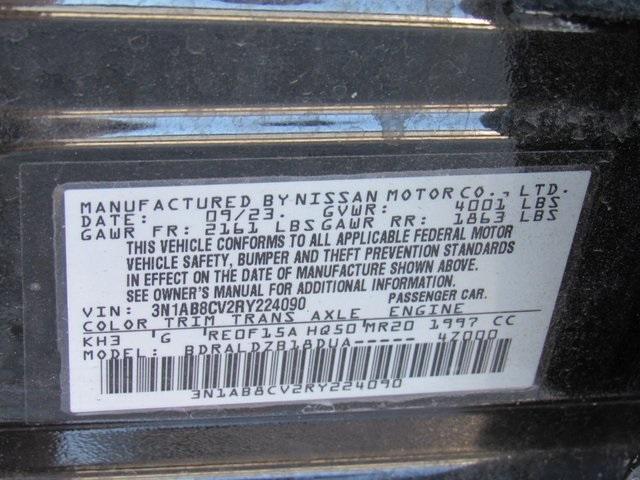 MANUFACTURED BY NISSAN MOTOR CO., LTD.
DATE: 09/23. GVWR: 4001 LBS
GAWR FR: 2161 LBS GAWR RR: 1863 LBS
THIS VEHICLE CONFORMS TO ALL APPLICABLE FEDERAL MOTOR
VEHICLE SAFETY, BUMPER AND THEFT PREVENTION STANDARDS
IN EFFECT ON THE DATE OF MANUFACTURE SHOWN ABOVE.
SEE OWNER'S MANUAL FOR ADDITIONAL INFORMATION.
VIN: 3N1AB8CV2RY224090 PASSENGER CAR.
COLOR TRIM TRANS AXLE ENGINE
KH3 G RE0F15A HQ50 MR20 1997 CC
MODEL: BDRALDZB18DUA----- 4Z000
3N1AB8CV2RY224090